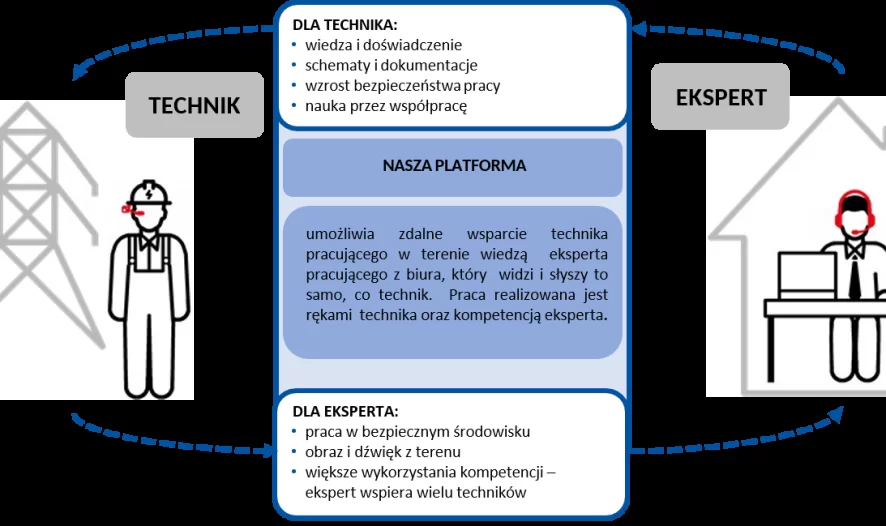 DLA TECHNIKA:
• wiedza i doświadczenie
• schematy i dokumentacje
• wzrost bezpieczeństwa pracy
• nauka przez współpracę
TECHNIK
EKSPERT
NASZA PLATFORMA
umożliwia zdalne wsparcie technika
pracującego w terenie wiedzą eksperta
pracującego z biura, który widzi i słyszy to
samo, co technik. Praca realizowana jest
rękami technika oraz kompetencją eksperta.
DLA EKSPERTA:
• praca w bezpiecznym środowisku
• obraz i dźwięk z terenu
• większe wykorzystania kompetencji –
ekspert wspiera wielu techników